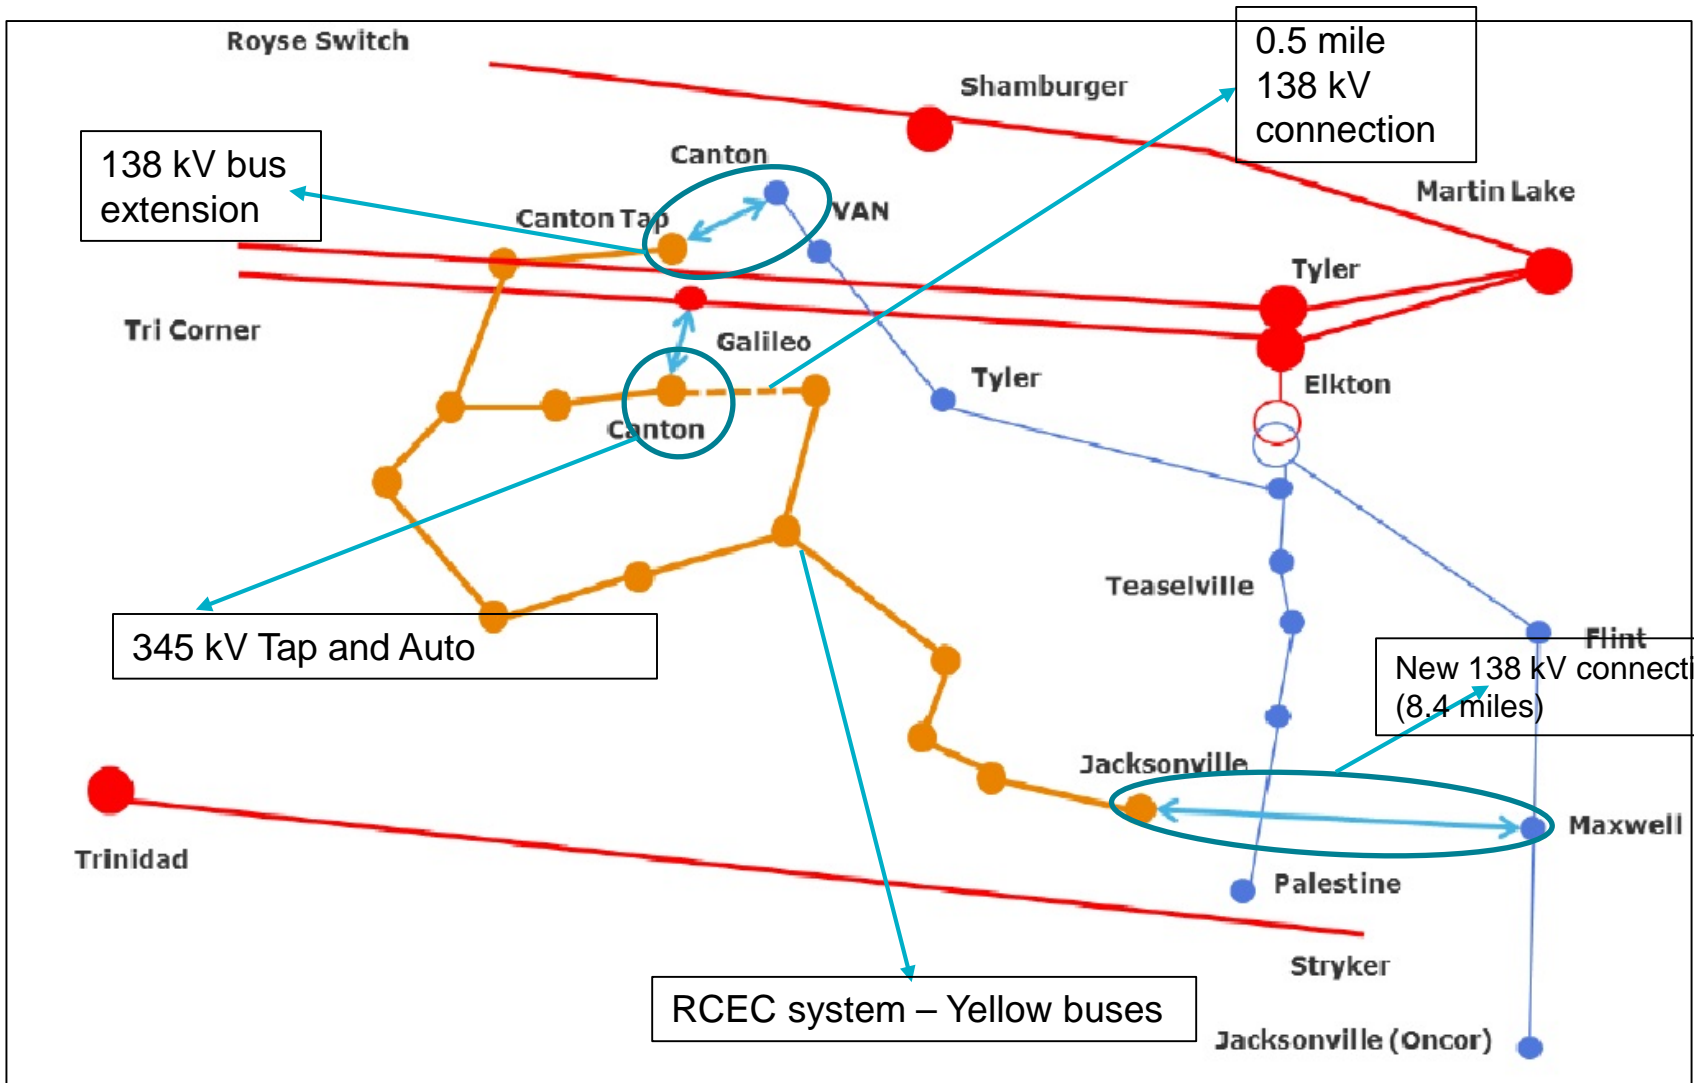 Royse Switch
0.5 mile
138 kV
connection
Shamburger
138 kV bus
extension
Canton
Martin Lake
Canton Tap
VAN
Tyler
Tri Corner
Galileo
Tyler
Elkton
Canton
Teaselville
345 kV Tap and Auto
Flint
New 138 kV connecti
(8.4 miles)
Jacksonville
Maxwell
Trinidad
Palestine
Stryker
RCEC system – Yellow buses
Jacksonville (Oncor)